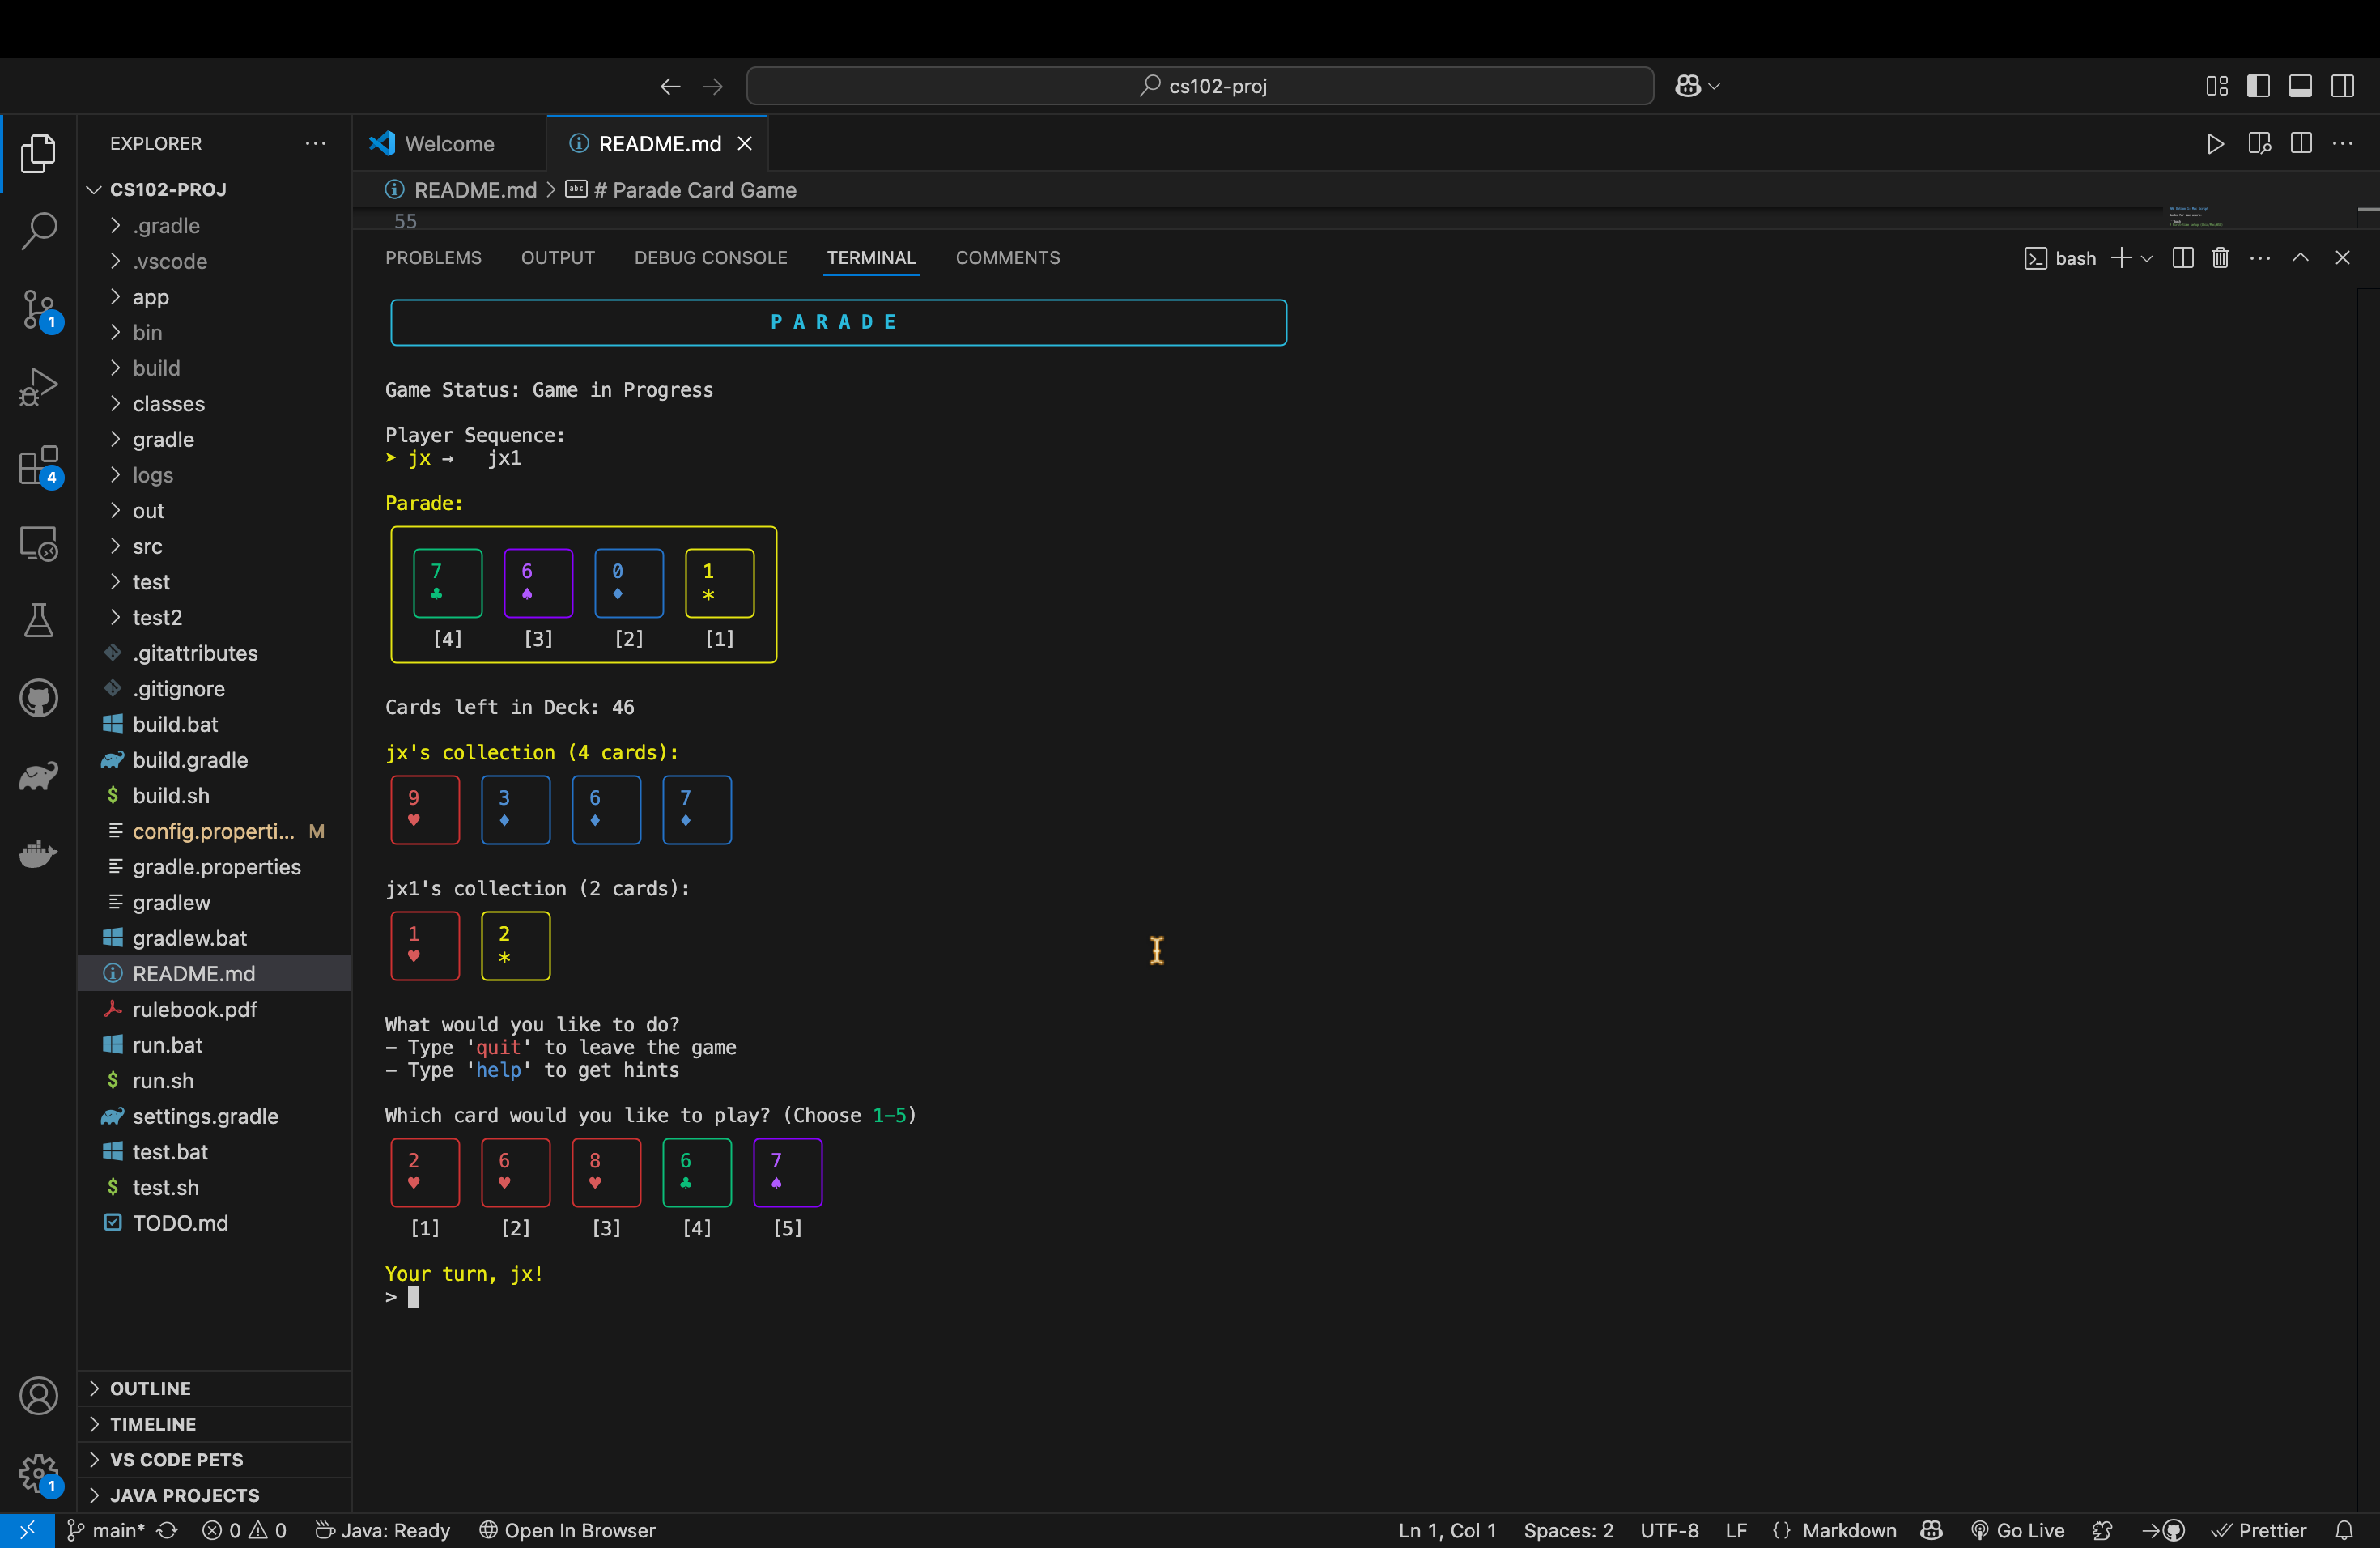 cs102-proj
EXPLORER
Welcome
README.md
CS102-PROJ
README.md > # Parade Card Game
55
.gradle
.vscode
app
bin
build
classes
gradle
logs
out
src
test
test2
.gitattributes
.gitignore
build.bat
build.gradle
build.sh
config.properti... M
gradle.properties
gradlew
gradlew.bat
README.md
rulebook.pdf
run.bat
run.sh
settings.gradle
test.bat
test.sh
TODO.md
OUTLINE
TIMELINE
VS CODE PETS
JAVA PROJECTS
1
4
1
PROBLEMS OUTPUT DEBUG CONSOLE TERMINAL COMMENTS
bash
PARADE
Game Status: Game in Progress
Player Sequence:
➤ jx → jx1
Parade:
7 6 0 1
♣ ♠ ♦ *
[4] [3] [2] [1]
Cards left in Deck: 46
jx's collection (4 cards):
9 3 6 7
♥ ♦ ♦ ♦
jx1's collection (2 cards):
1 2
♥ *
What would you like to do?
- Type 'quit' to leave the game
- Type 'help' to get hints
Which card would you like to play? (Choose 1-5)
2 6 8 6 7
♥ ♥ ♥ ♣ ♠
[1] [2] [3] [4] [5]
Your turn, jx!
>
main* 0 0 Java: Ready Open In Browser
Ln 1, Col 1 Spaces: 2 UTF-8 LF {} Markdown Go Live Prettier